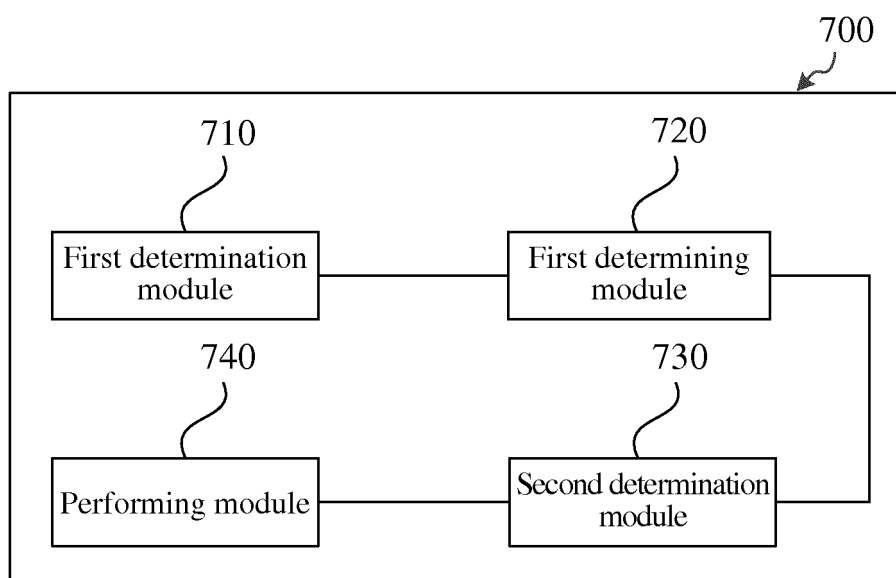 700
710
720
First determination
module
First determining
module
740
730
Performing module
Second determination
module